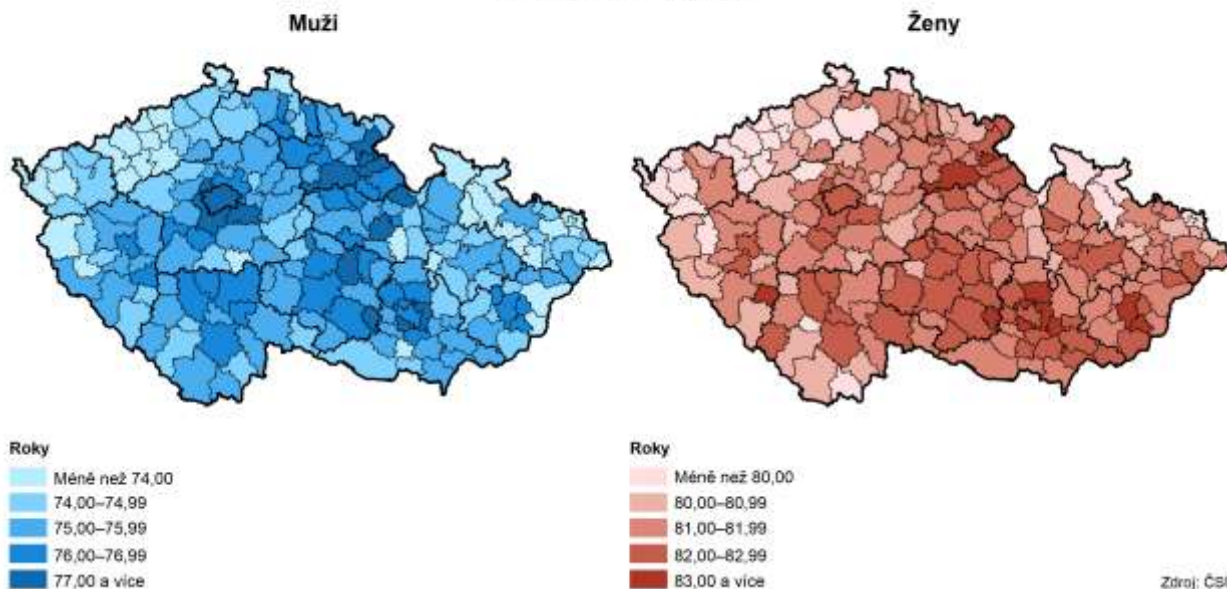 Muži
Ženy
Roky
Méně než 74,00
74,00–74,99
75,00–75,99
76,00–76,99
77,00 a více
Roky
Méně než 80,00
80,00–80,99
81,00–81,99
82,00–82,99
83,00 a více
Zdroj: